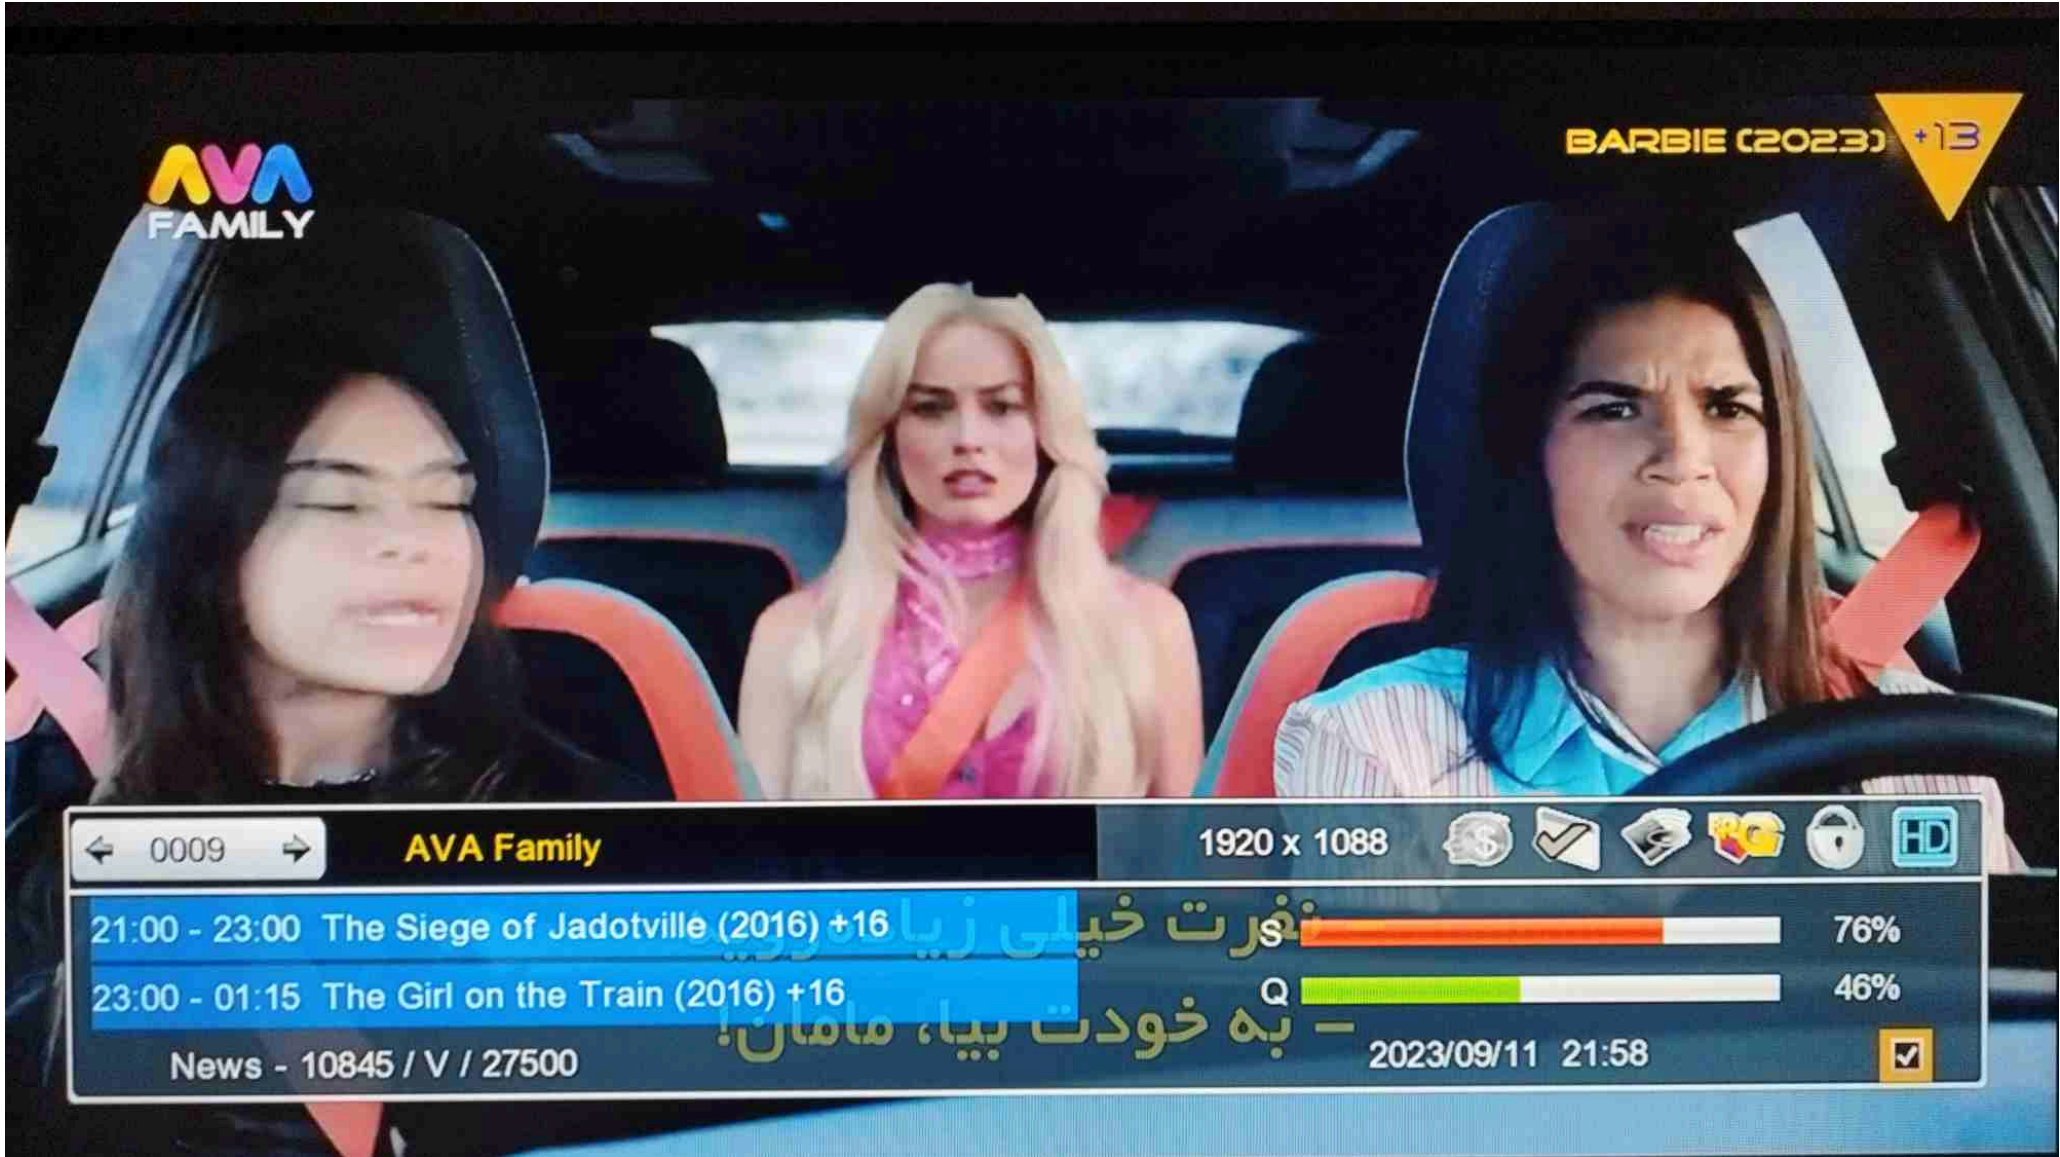 AVA
FAMILY
BARBIE (2023) +13
0009
AVA Family
1920 x 1088
HD
21:00 - 23:00 The Siege of Jadotville (2016) +16
23:00 - 01:15 The Girl on the Train (2016) +16
نفرت خیلی
S 76%
– به خودت بیا، مامان!
Q 46%
News - 10845 / V / 27500
2023/09/11 21:58